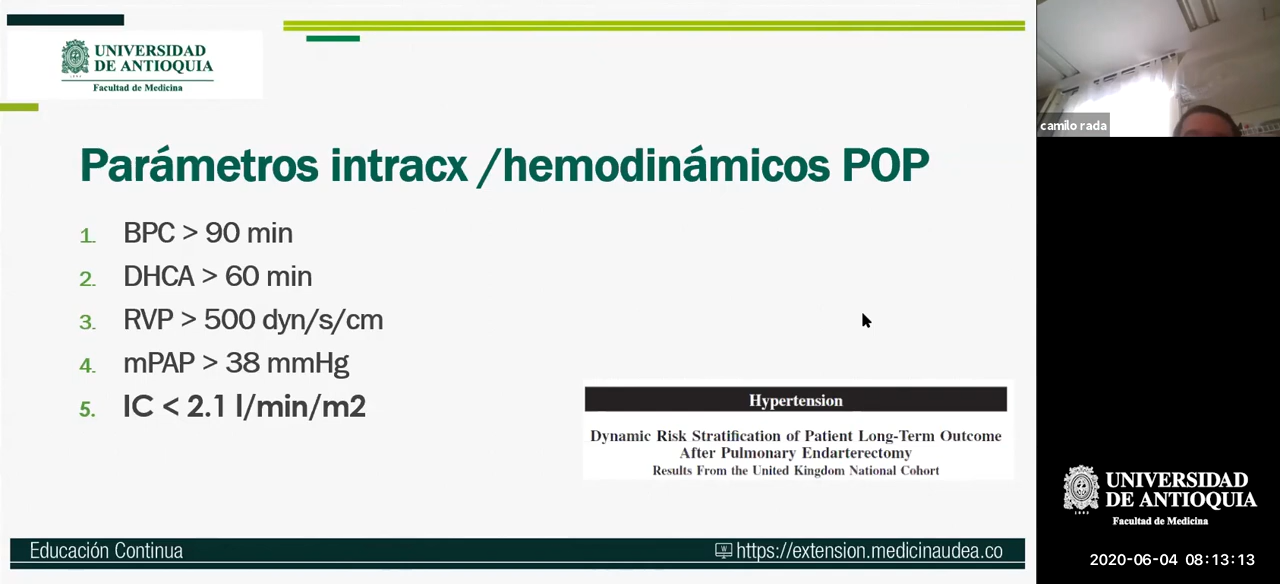 UNIVERSIDAD
DE ANTIOQUIA
Facultad de Medicina
Parámetros intracx /hemodinámicos POP
1. BPC > 90 min
2. DHCA > 60 min
3. RVP > 500 dyn/s/cm
4. mPAP > 38 mmHg
5. IC < 2.1 l/min/m2
Hypertension
Dynamic Risk Stratification of Patient Long-Term Outcome
After Pulmonary Endarterectomy
Results From the United Kingdom National Cohort
Educación Continua
https://extension.medicinaudea.co
camilo rada
UNIVERSIDAD
DE ANTIOQUIA
Facultad de Medicina
2020-06-04 08:13:13